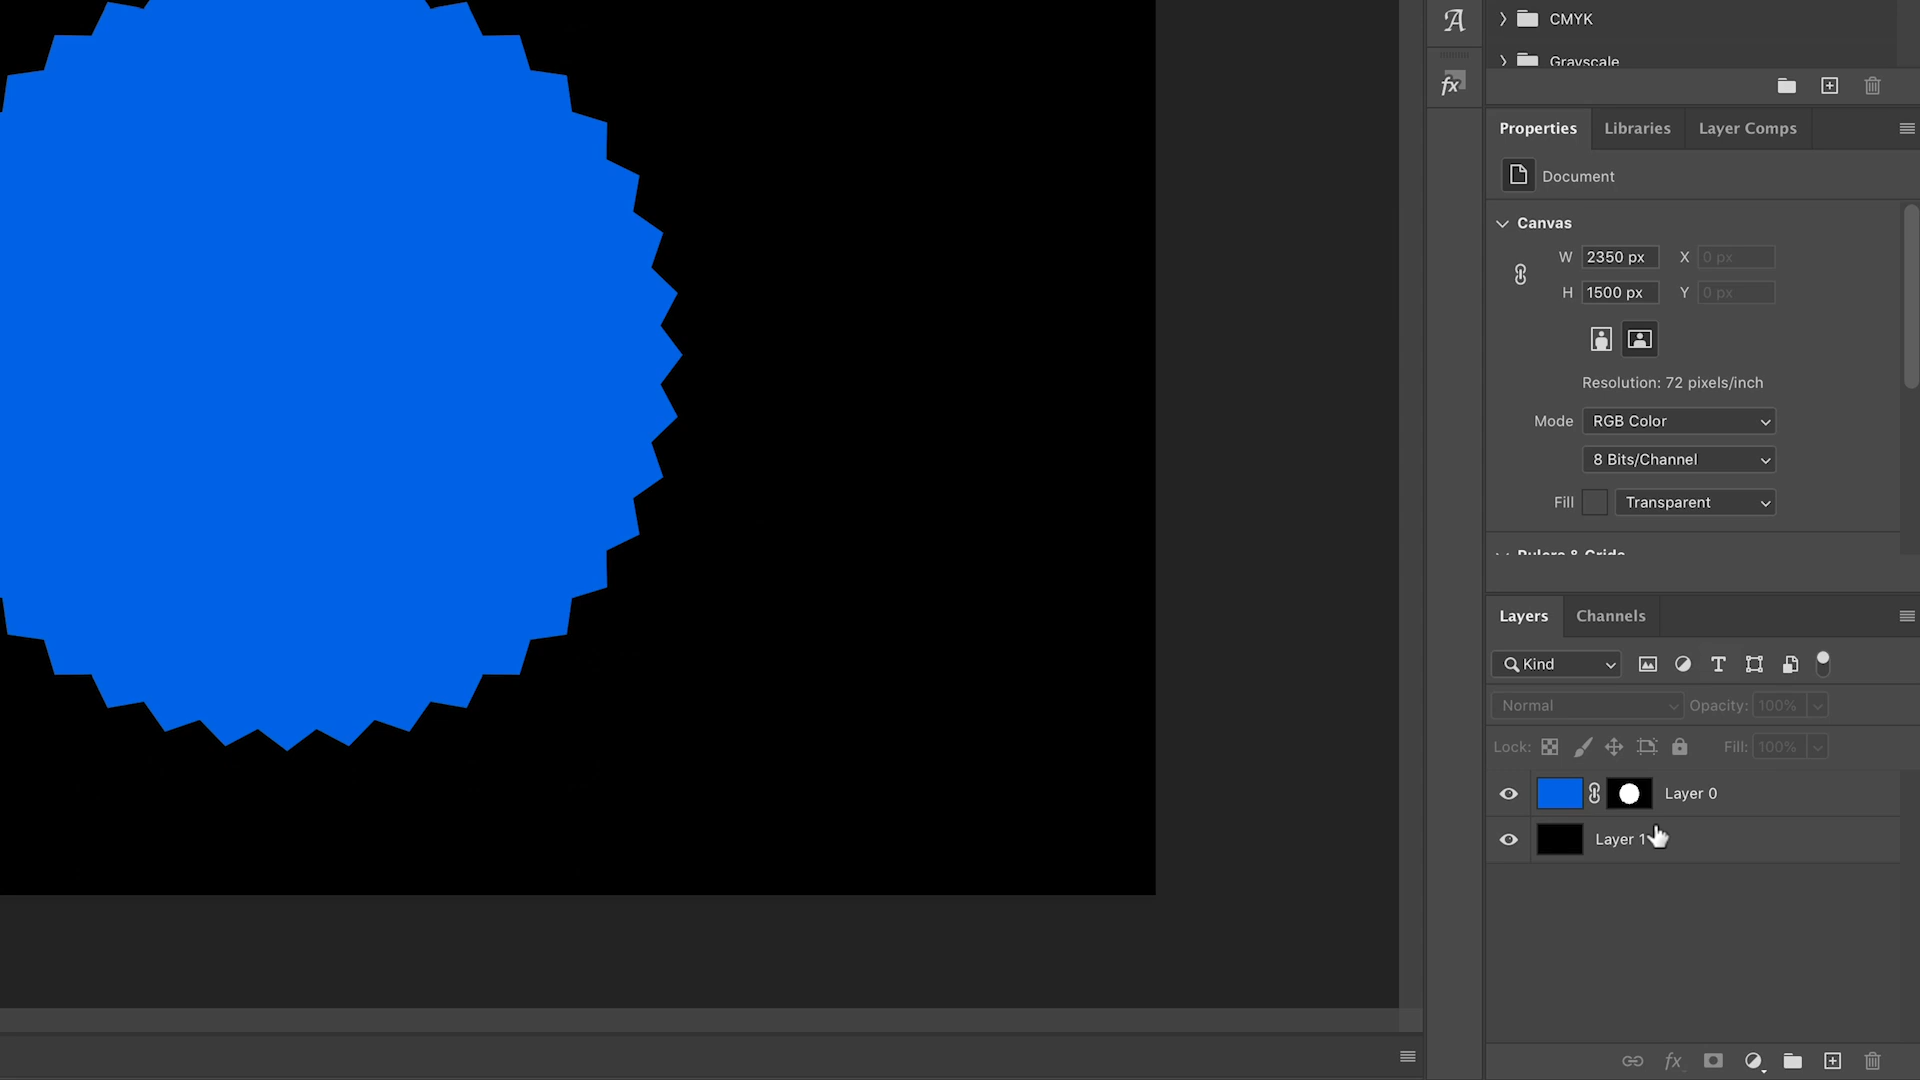 CMYK
Grayscale
Properties
Libraries
Layer Comps
Document
Canvas
W 2350 px X 0 px
H 1500 px Y 0 px
Resolution: 72 pixels/inch
Mode RGB Color
8 Bits/Channel
Fill Transparent
Rulers & Grids
Layers
Channels
Kind
Normal Opacity: 100%
Lock: Fill: 100%
Layer 0
Layer 1